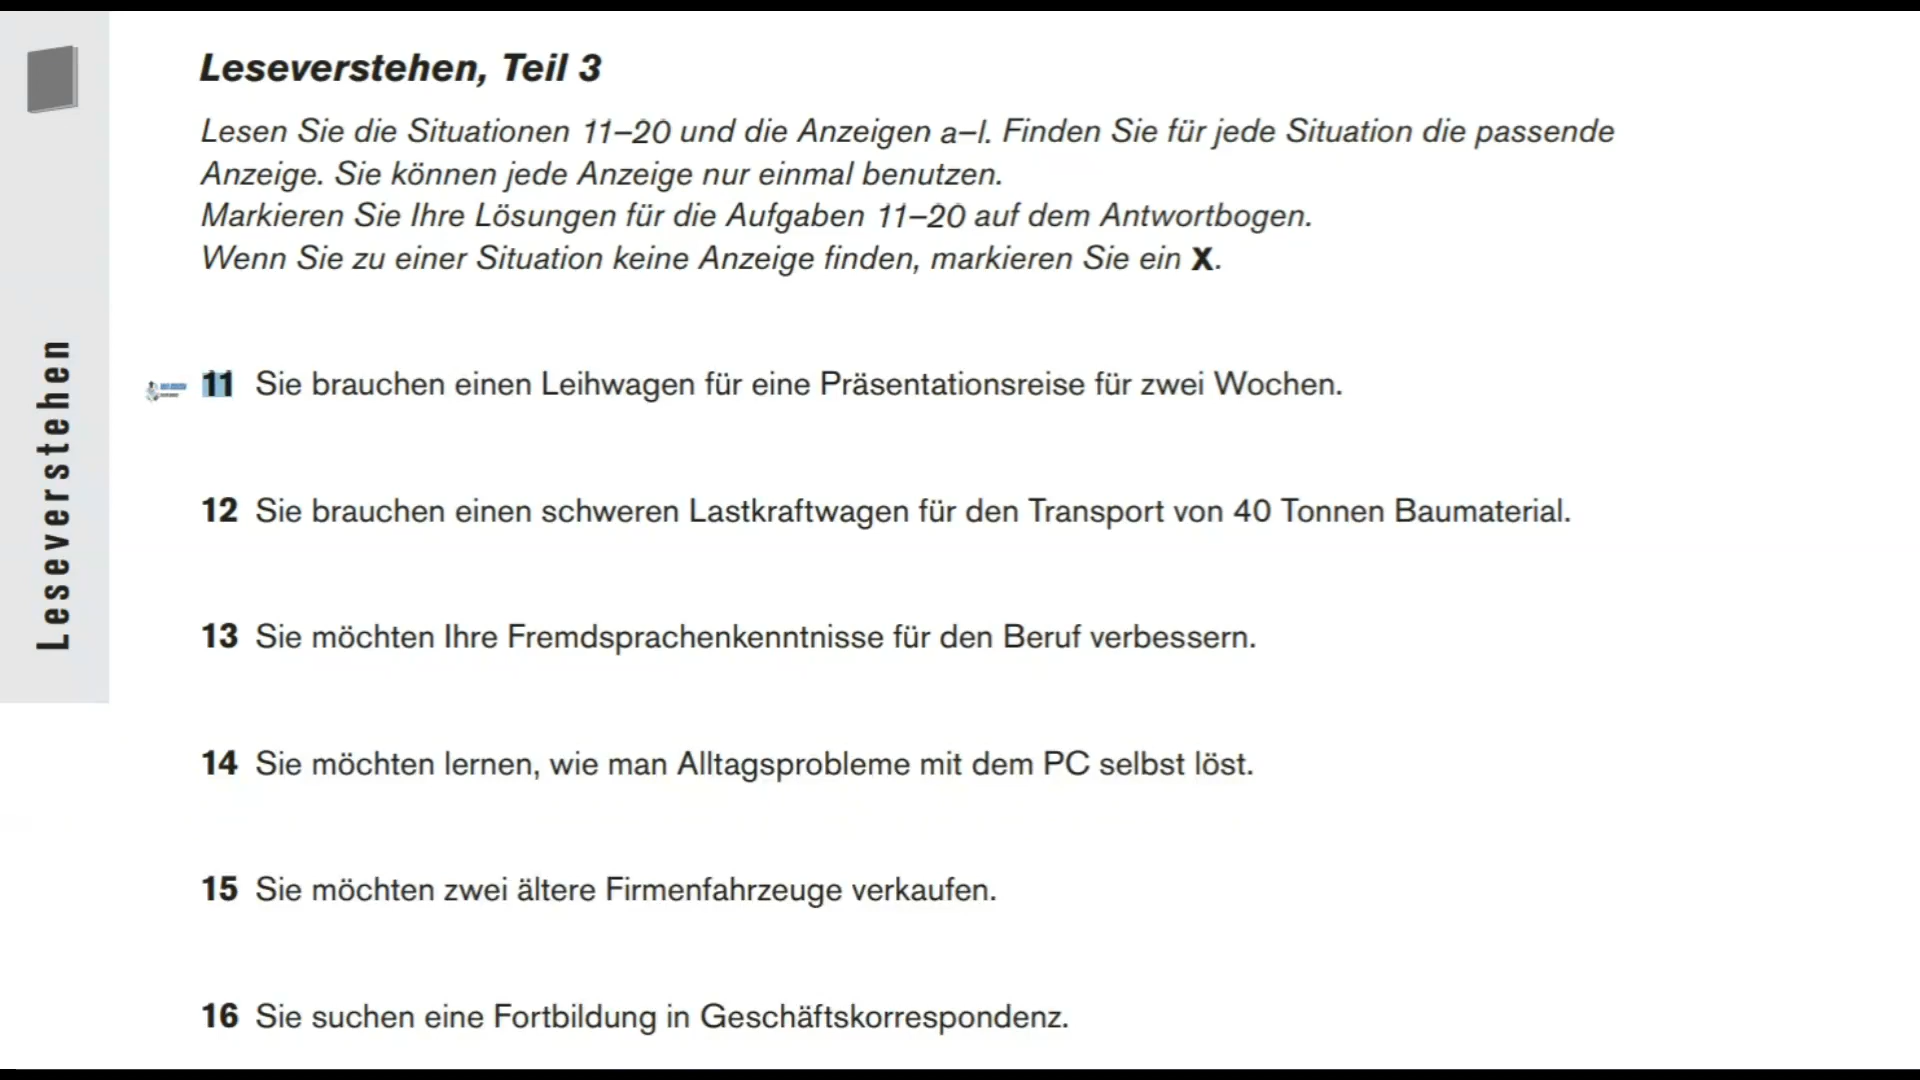 Leseverstehen, Teil 3
Lesen Sie die Situationen 11–20 und die Anzeigen a–l. Finden Sie für jede Situation die passende
Anzeige. Sie können jede Anzeige nur einmal benutzen.
Markieren Sie Ihre Lösungen für die Aufgaben 11–20 auf dem Antwortbogen.
Wenn Sie zu einer Situation keine Anzeige finden, markieren Sie ein X.
Leseverstehen
11 Sie brauchen einen Leihwagen für eine Präsentationsreise für zwei Wochen.
12 Sie brauchen einen schweren Lastkraftwagen für den Transport von 40 Tonnen Baumaterial.
13 Sie möchten Ihre Fremdsprachenkenntnisse für den Beruf verbessern.
14 Sie möchten lernen, wie man Alltagsprobleme mit dem PC selbst löst.
15 Sie möchten zwei ältere Firmenfahrzeuge verkaufen.
16 Sie suchen eine Fortbildung in Geschäftskorrespondenz.